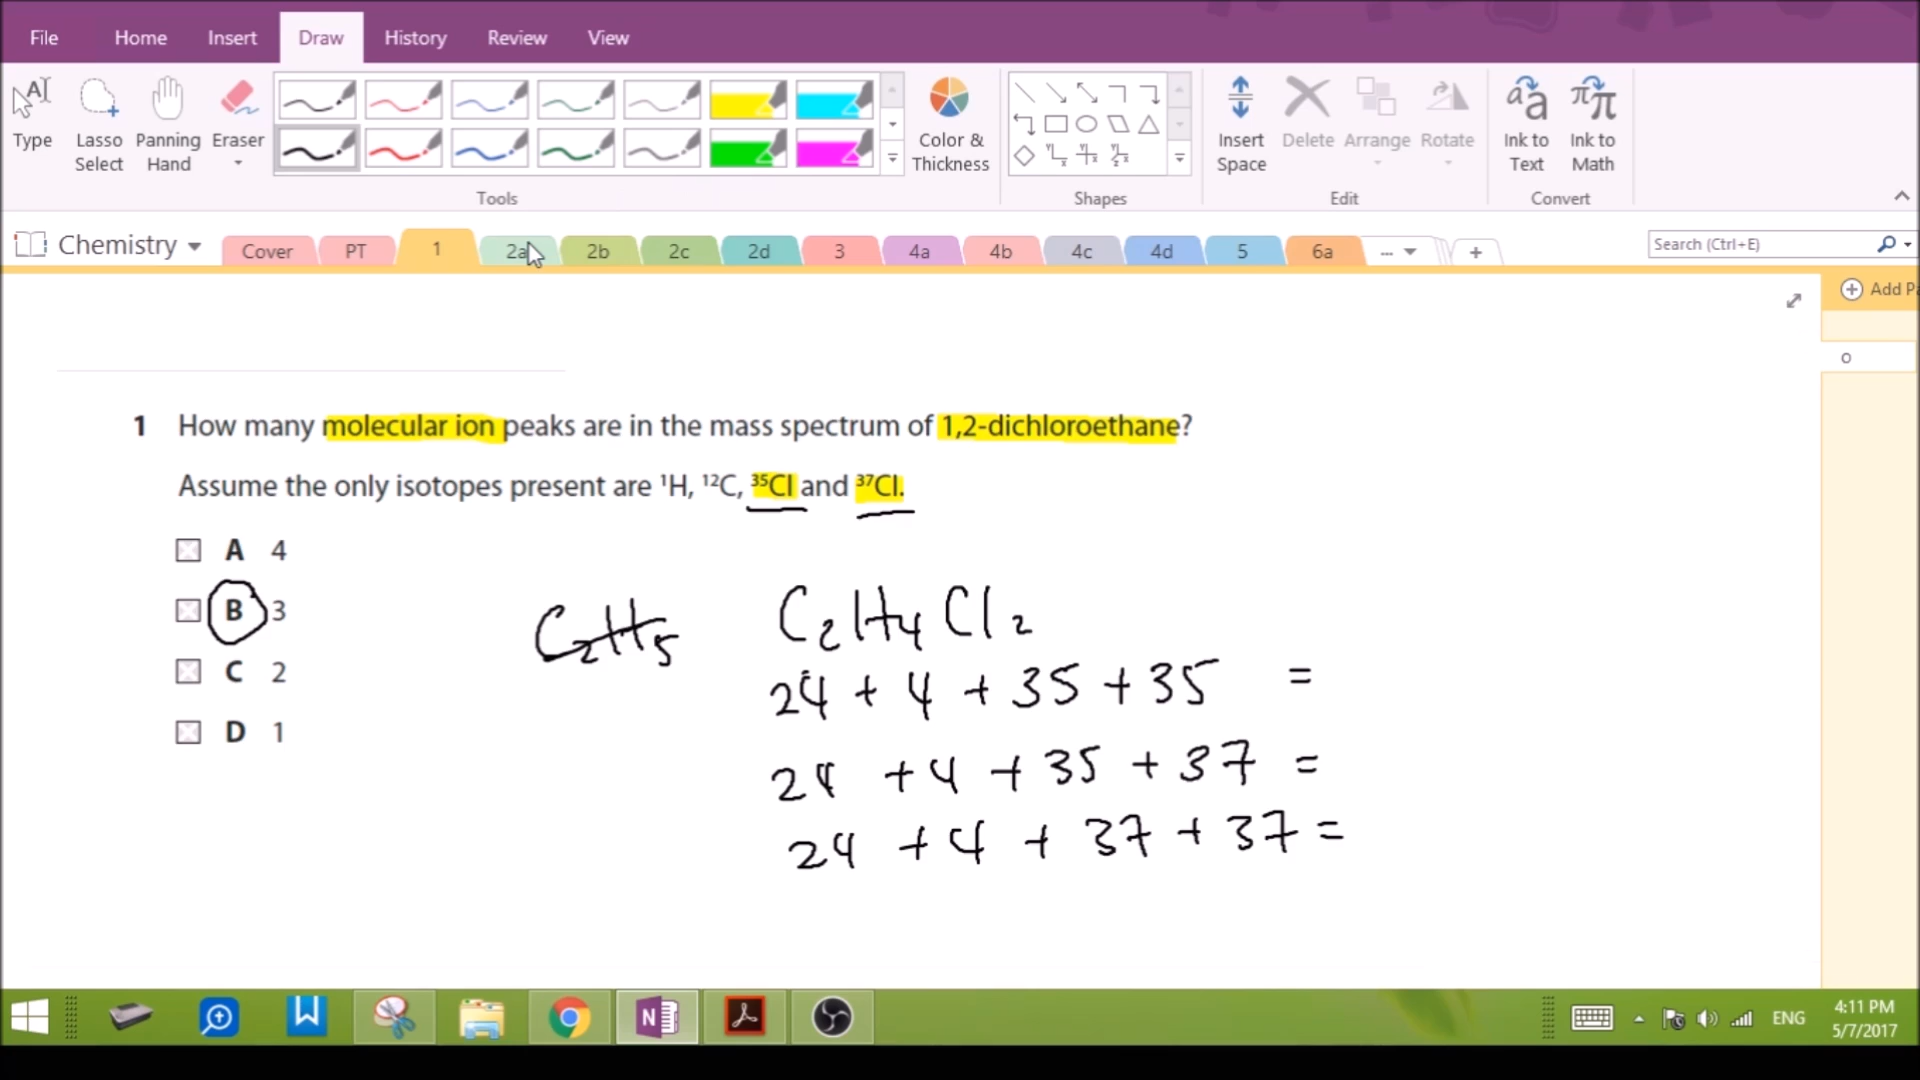 File Home Insert Draw History Review View
Type Lasso Select Panning Hand Eraser Color & Thickness Insert Space Delete Arrange Rotate Ink to Text Ink to Math
Tools Shapes Edit Convert
Chemistry Cover PT 1 2a 2b 2c 2d 3 4a 4b 4c 4d 5 6a ... + Search (Ctrl+E)
Add
1 How many molecular ion peaks are in the mass spectrum of 1,2-dichloroethane?
Assume the only isotopes present are ¹H, ¹²C, ³⁵Cl and ³⁷Cl.
A 4
B 3
C 2
D 1
C₂H₅ C₂H₄Cl₂
24 + 4 + 35 + 35 =
24 + 4 + 35 + 37 =
24 + 4 + 37 + 37 =
ENG 4:11 PM
5/7/2017